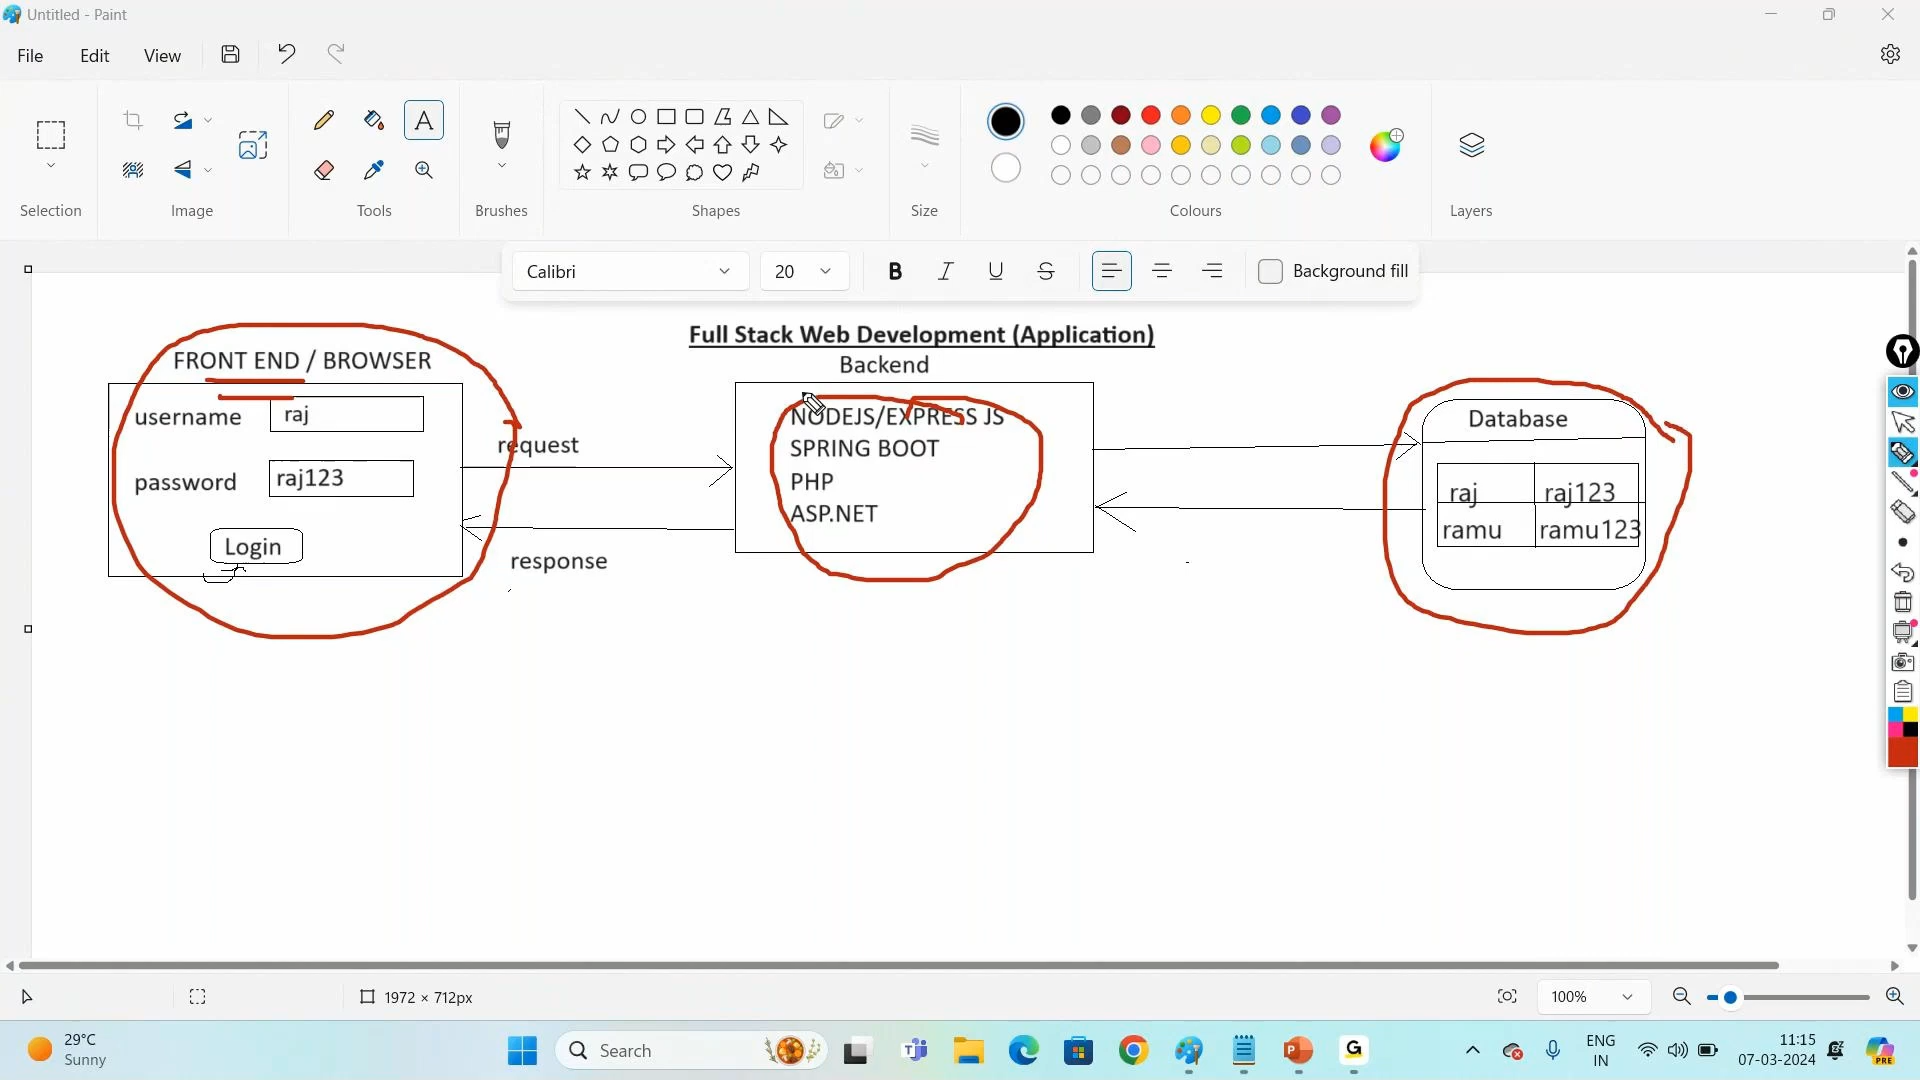 Untitled - Paint
File
Edit
View
Selection
Image
Tools
Brushes
Shapes
Size
Colours
Layers
Calibri
20
B
I
U
S
Background fill
Full Stack Web Development (Application)
FRONT END / BROWSER
username
raj
password
raj123
Login
request
response
Backend
NODEJS/EXPRESS JS
SPRING BOOT
PHP
ASP.NET
Database
raj
raj123
ramu
ramu123
1972 × 712px
100%
29°C
Sunny
Search
ENG
IN
11:15
07-03-2024
PRE